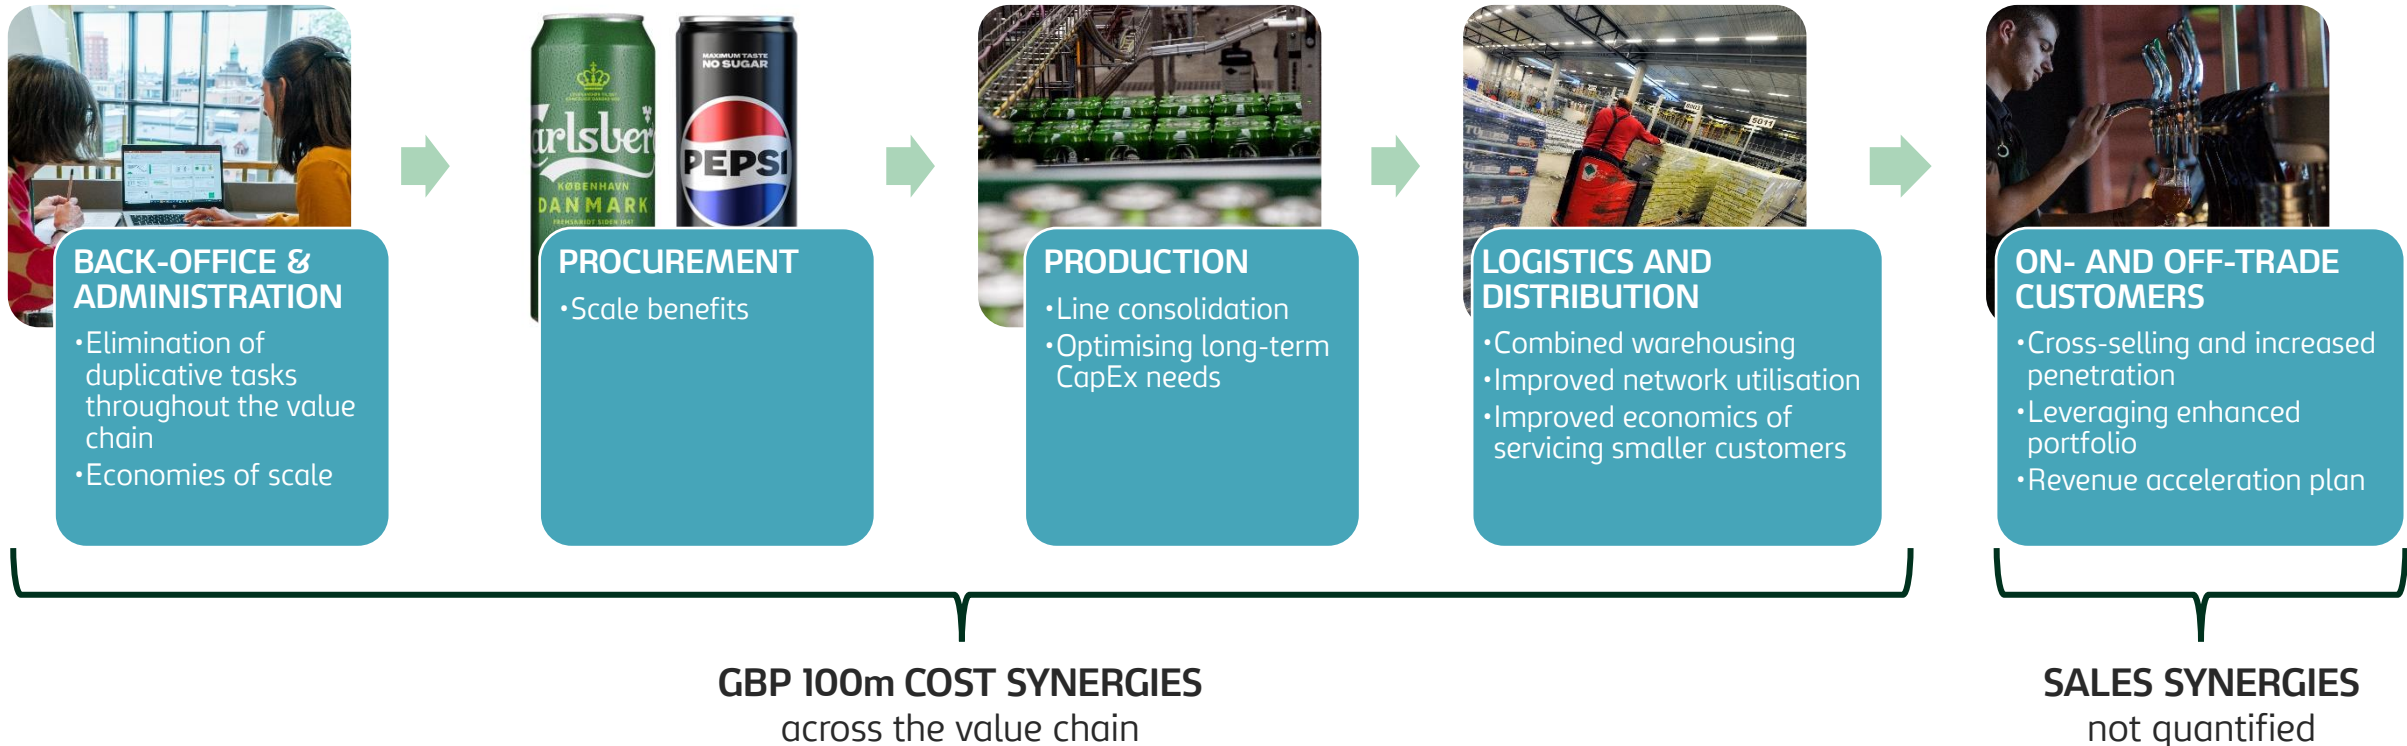 MAXIMUM TASTE
NO SUGAR
arlsber
PEPSI
KØBENHAVN
DANMARK
BACK-OFFICE &
ADMINISTRATION
•Elimination of
duplicative tasks
throughout the value
chain
•Economies of scale
PROCUREMENT
•Scale benefits
PRODUCTION
•Line consolidation
•Optimising long-term
CapEx needs
5011
LOGISTICS AND
DISTRIBUTION
•Combined warehousing
•Improved network utilisation
•Improved economics of
servicing smaller customers
ON- AND OFF-TRADE
CUSTOMERS
•Cross-selling and increased
penetration
•Leveraging enhanced
portfolio
•Revenue acceleration plan
GBP 100m COST SYNERGIES
across the value chain
SALES SYNERGIES
not quantified